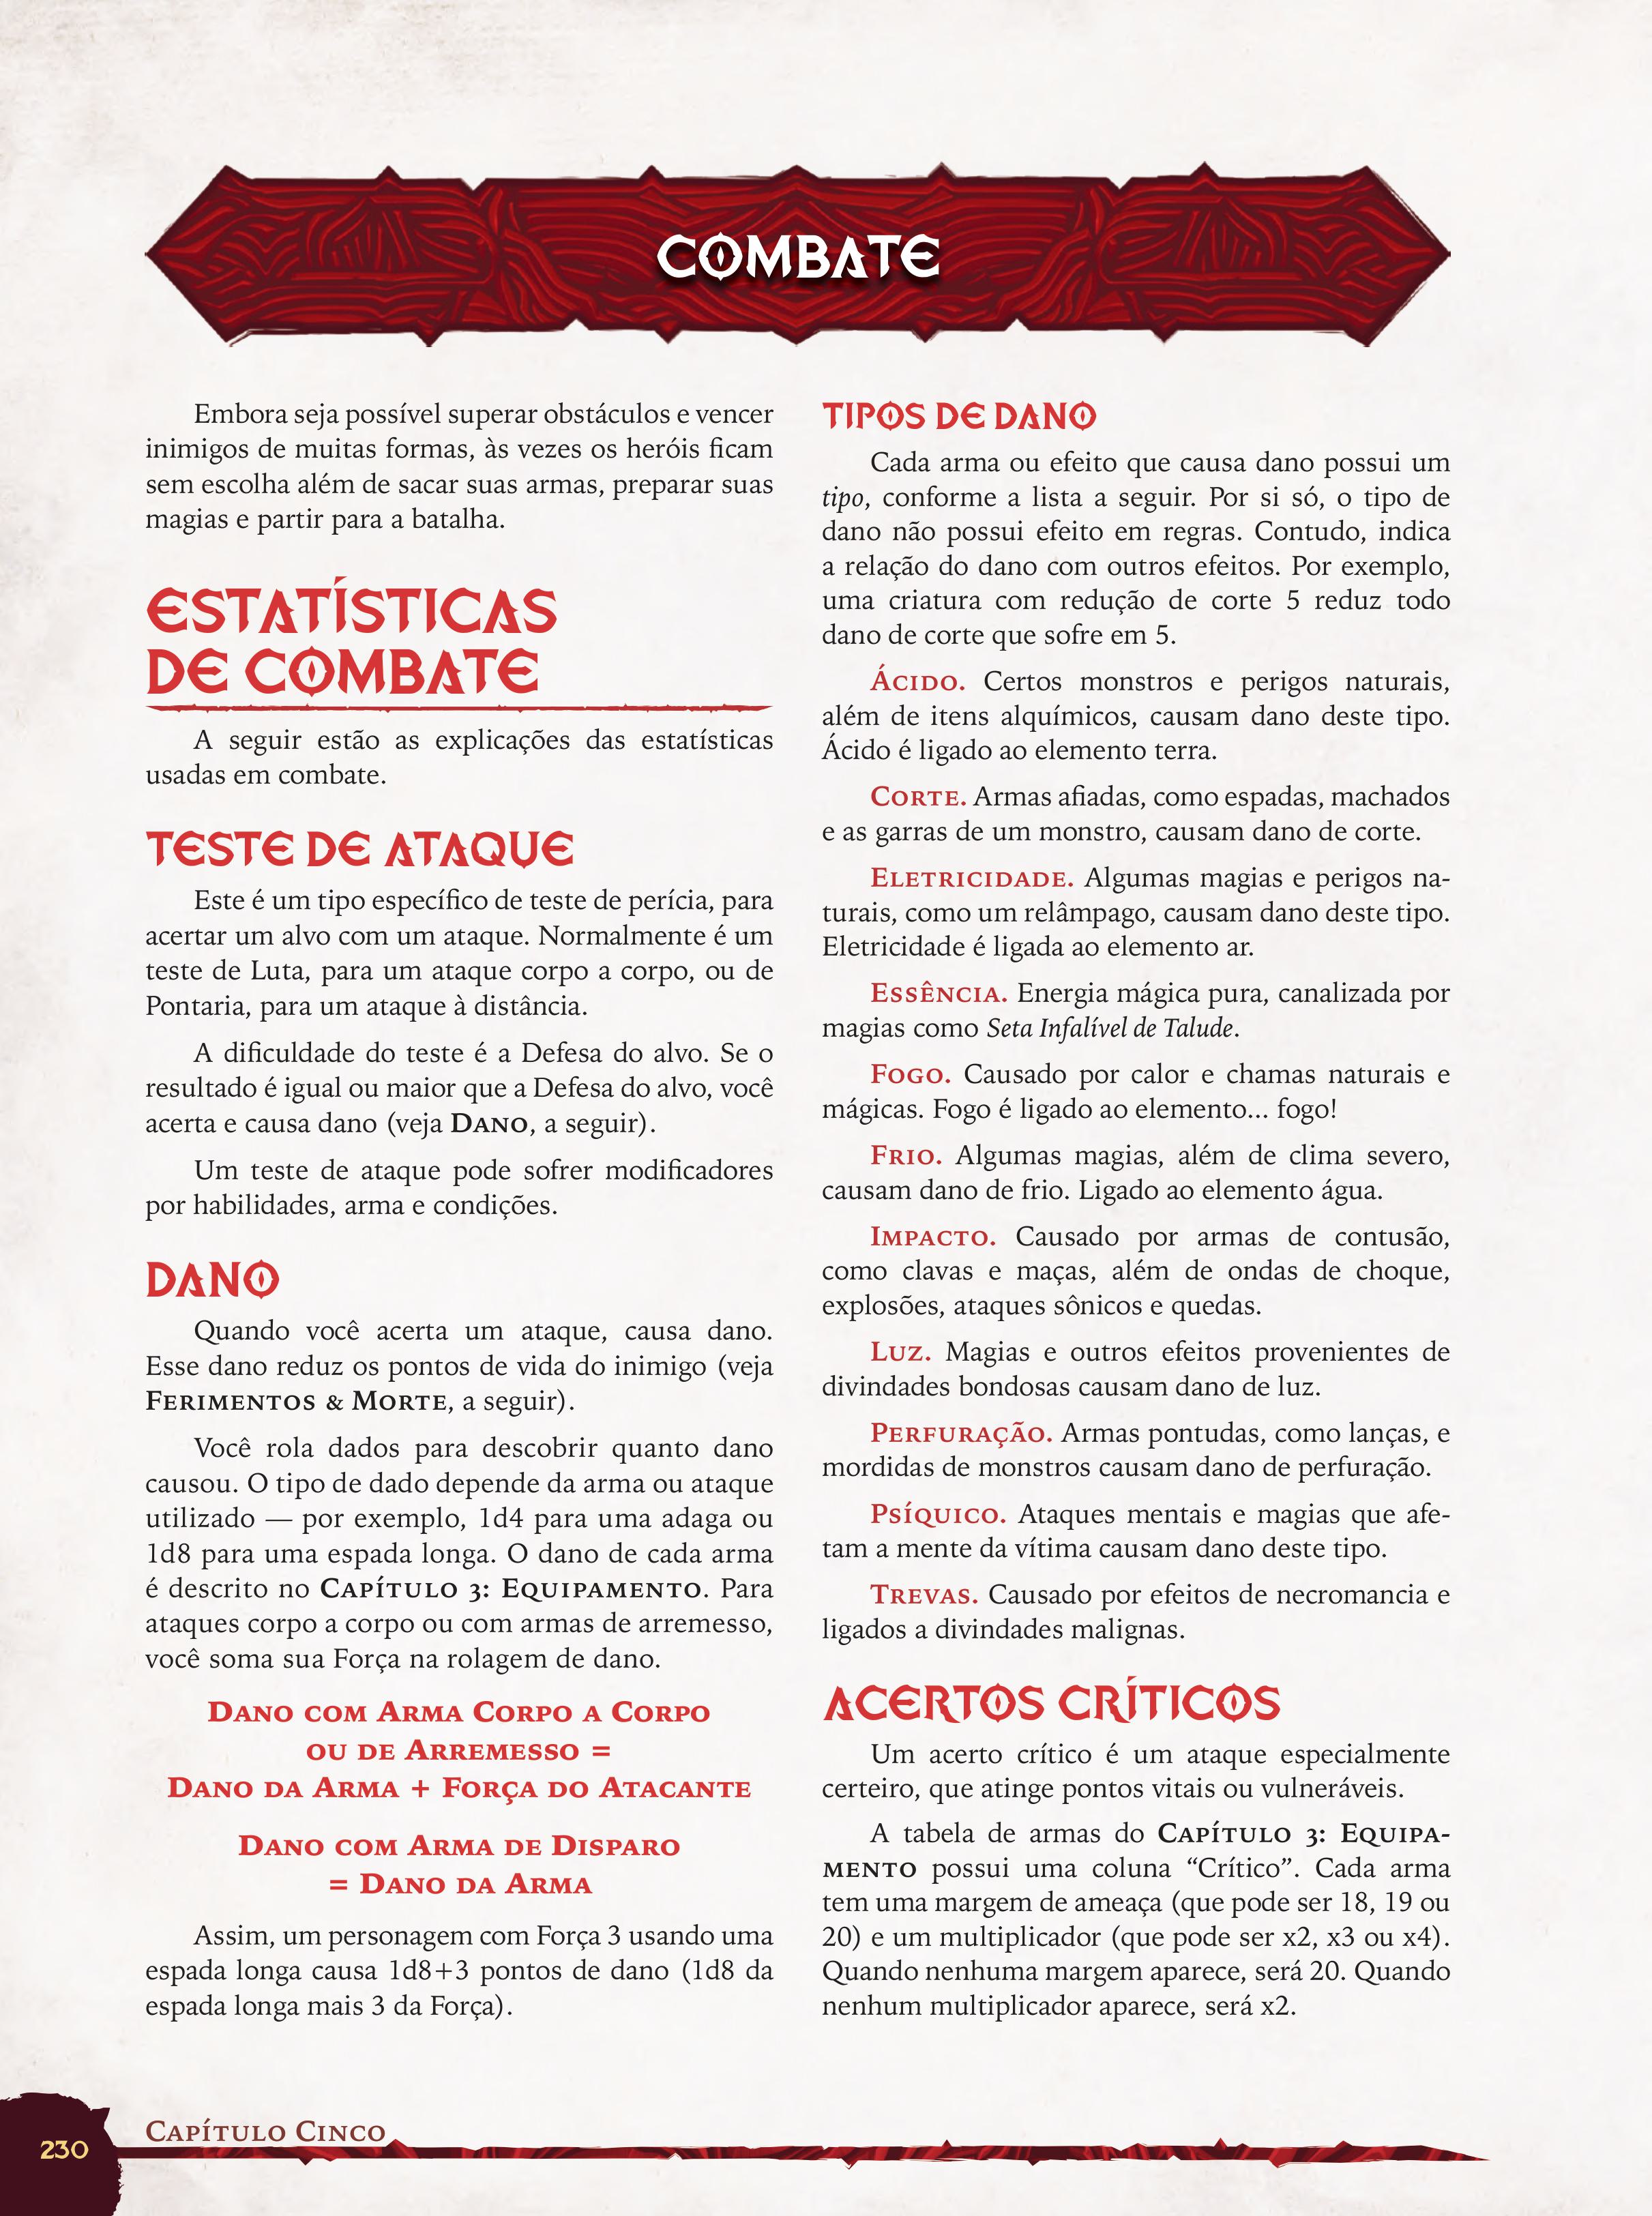 COMBATE
Embora seja possível superar obstáculos e vencer
inimigos de muitas formas, às vezes os heróis ficam
sem escolha além de sacar suas armas, preparar suas
magias e partir para a batalha.
ESTATÍSTICAS
DE COMBATE
A seguir estão as explicações das estatísticas
usadas em combate.
TESTE DE ATAQUE
Este é um tipo específico de teste de perícia, para
acertar um alvo com um ataque. Normalmente é um
teste de Luta, para um ataque corpo a corpo, ou de
Pontaria, para um ataque à distância.
A dificuldade do teste é a Defesa do alvo. Se o
resultado é igual ou maior que a Defesa do alvo, você
acerta e causa dano (veja Dano, a seguir).
Um teste de ataque pode sofrer modificadores
por habilidades, arma e condições.
DANO
Quando você acerta um ataque, causa dano.
Esse dano reduz os pontos de vida do inimigo (veja
Ferimentos & Morte, a seguir).
Você rola dados para descobrir quanto dano
causou. O tipo de dado depende da arma ou ataque
utilizado — por exemplo, 1d4 para uma adaga ou
1d8 para uma espada longa. O dano de cada arma
é descrito no Capítulo 3: Equipamento. Para
ataques corpo a corpo ou com armas de arremesso,
você soma sua Força na rolagem de dano.
Dano com Arma Corpo a Corpo
ou de Arremesso =
Dano da Arma + Força do Atacante
Dano com Arma de Disparo
= Dano da Arma
Assim, um personagem com Força 3 usando uma
espada longa causa 1d8+3 pontos de dano (1d8 da
espada longa mais 3 da Força).
TIPOS DE DANO
Cada arma ou efeito que causa dano possui um
tipo, conforme a lista a seguir. Por si só, o tipo de
dano não possui efeito em regras. Contudo, indica
a relação do dano com outros efeitos. Por exemplo,
uma criatura com redução de corte 5 reduz todo
dano de corte que sofre em 5.
Ácido. Certos monstros e perigos naturais,
além de itens alquímicos, causam dano deste tipo.
Ácido é ligado ao elemento terra.
Corte. Armas afiadas, como espadas, machados
e as garras de um monstro, causam dano de corte.
Eletricidade. Algumas magias e perigos na-
turais, como um relâmpago, causam dano deste tipo.
Eletricidade é ligada ao elemento ar.
Essência. Energia mágica pura, canalizada por
magias como Seta Infalível de Talude.
Fogo. Causado por calor e chamas naturais e
mágicas. Fogo é ligado ao elemento... fogo!
Frio. Algumas magias, além de clima severo,
causam dano de frio. Ligado ao elemento água.
Impacto. Causado por armas de contusão,
como clavas e maças, além de ondas de choque,
explosões, ataques sônicos e quedas.
Luz. Magias e outros efeitos provenientes de
divindades bondosas causam dano de luz.
Perfuração. Armas pontudas, como lanças, e
mordidas de monstros causam dano de perfuração.
Psíquico. Ataques mentais e magias que afe-
tam a mente da vítima causam dano deste tipo.
Trevas. Causado por efeitos de necromancia e
ligados a divindades malignas.
ACERTOS CRÍTICOS
Um acerto crítico é um ataque especialmente
certeiro, que atinge pontos vitais ou vulneráveis.
A tabela de armas do Capítulo 3: Equipa-
mento possui uma coluna “Crítico”. Cada arma
tem uma margem de ameaça (que pode ser 18, 19 ou
20) e um multiplicador (que pode ser x2, x3 ou x4).
Quando nenhuma margem aparece, será 20. Quando
nenhum multiplicador aparece, será x2.
Capítulo Cinco
230